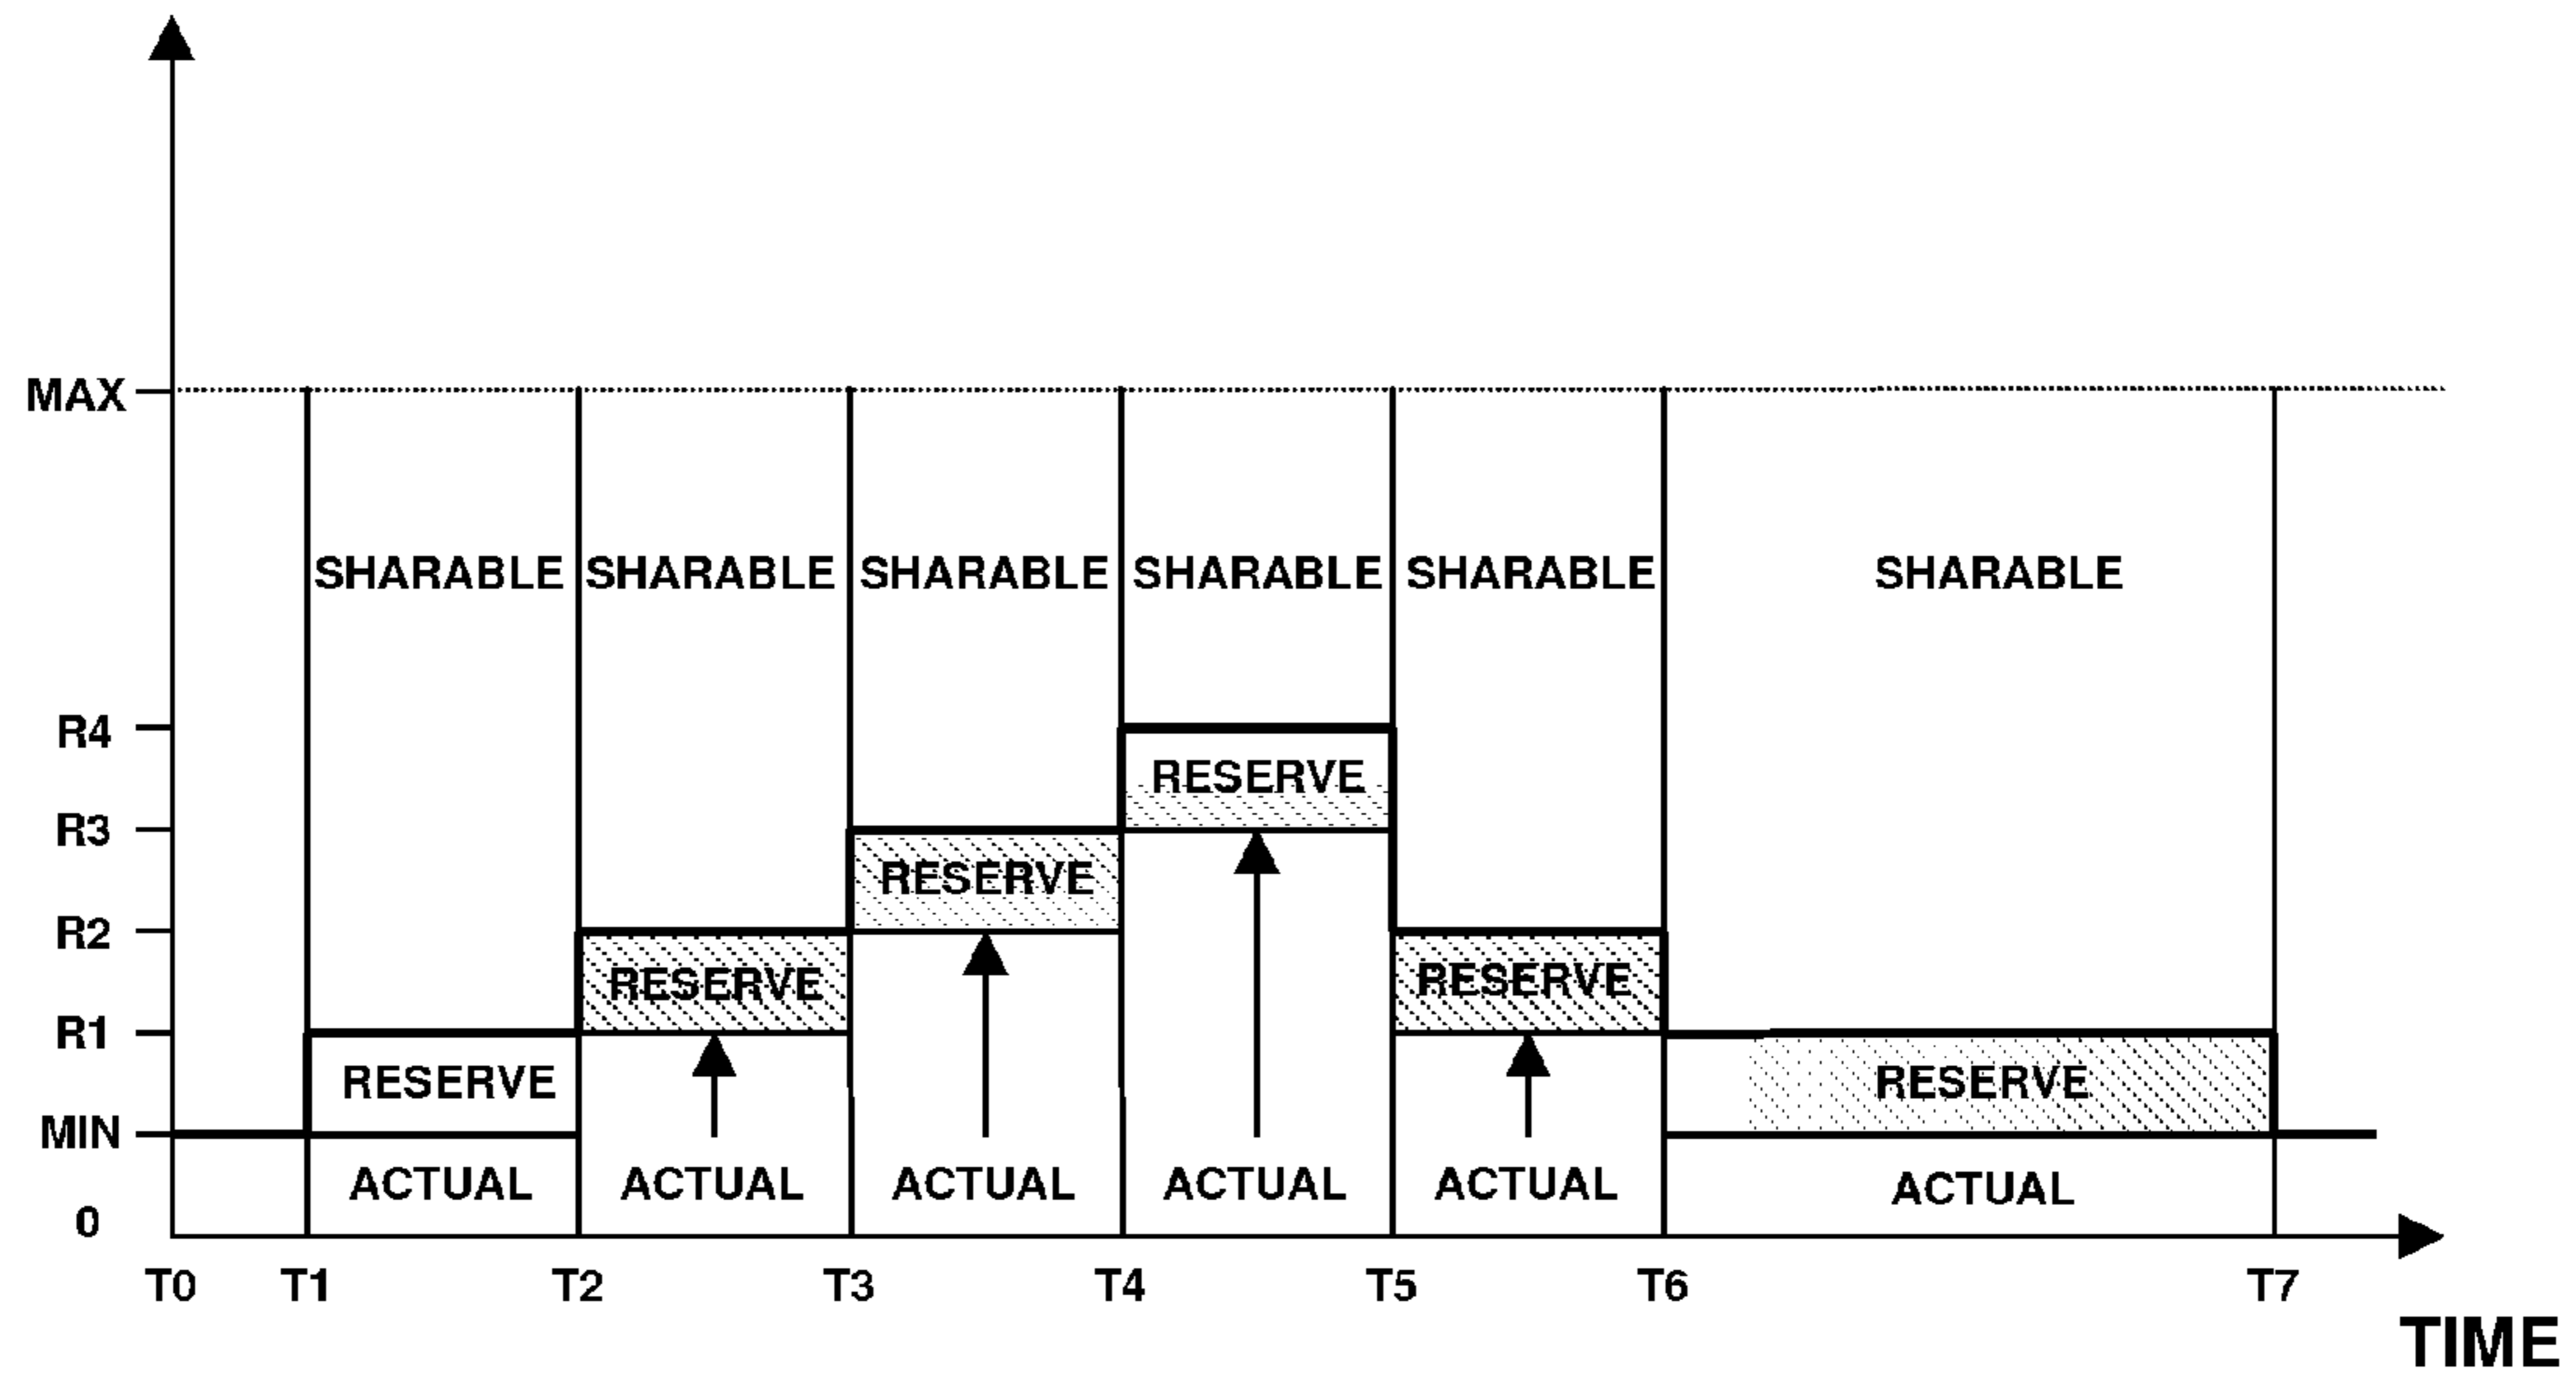 MAX
SHARABLE SHARABLE SHARABLE SHARABLE SHARABLE SHARABLE
R4
RESERVE
R3
RESERVE
R2
RESERVE RESERVE
R1
RESERVE RESERVE
MIN
ACTUAL ACTUAL ACTUAL ACTUAL ACTUAL ACTUAL
0
T0 T1 T2 T3 T4 T5 T6 T7
TIME